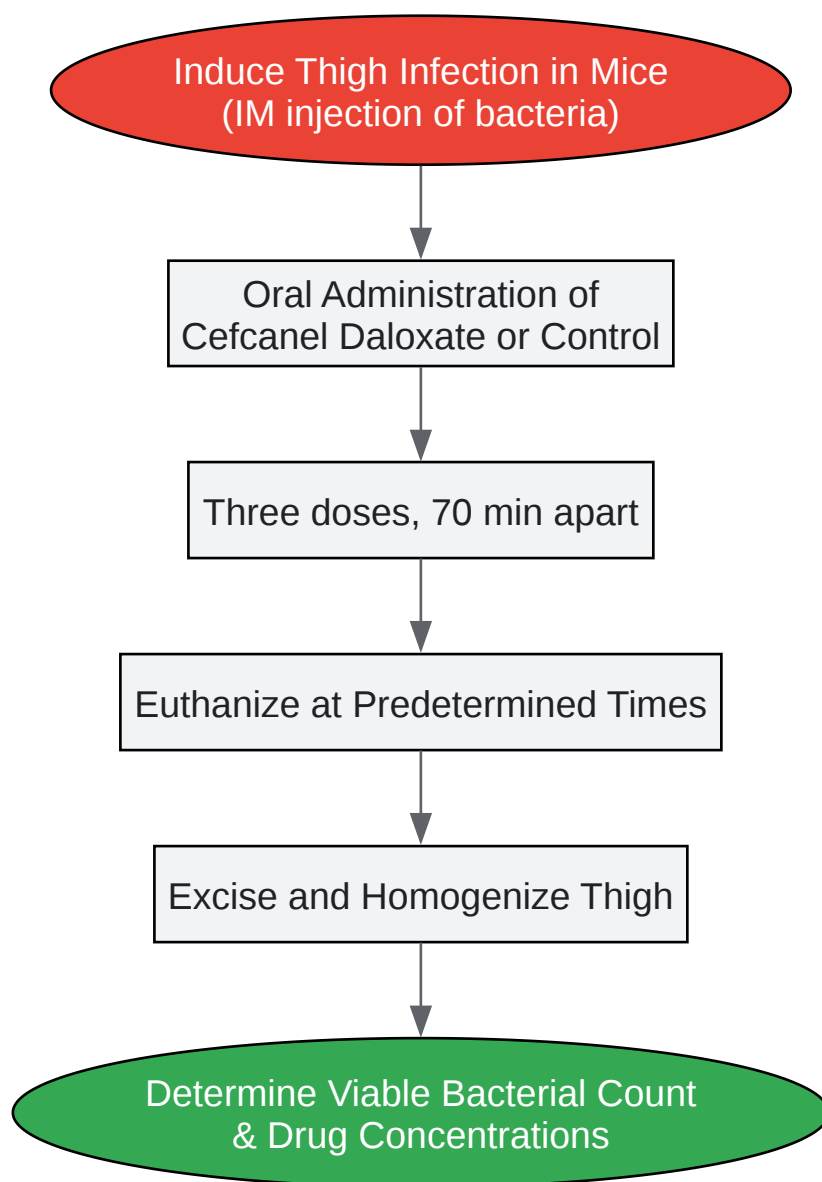 Induce Thigh Infection in Mice
(IM injection of bacteria)
Oral Administration of
Cefcanel Daloxate or Control
Three doses, 70 min apart
Euthanize at Predetermined Times
Excise and Homogenize Thigh
Determine Viable Bacterial Count
& Drug Concentrations